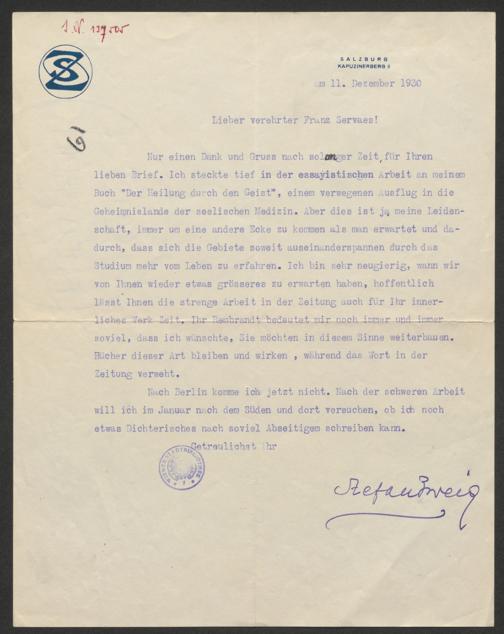 I.N. 137.505
SZ
SALZBURG
KAPUZINERBERG 5
am 11. Dezember 1930
61
Lieber verehrter Franz Servaes!
Nur einen Dank und Gruss nach solanger Zeit, für Ihren
lieben Brief. Ich steckte tief in der essayistischen Arbeit an meinem
Buch "Der Heilung durch den Geist", einem verwegenen Ausflug in die
Geheimnislande der seelischen Medizin. Aber dies ist ja meine Leiden-
schaft, immer um eine andere Ecke zu kommen als man erwartet und da-
durch, dass sich die Gebiete soweit auseinanderspannen durch das
Studium mehr vom Leben zu erfahren. Ich bin sehr neugierig, wann wir
von Ihnen wieder etwas grösseres zu erwarten haben, hoffentlich
lässt Ihnen die strenge Arbeit in der Zeitung auch für Ihr inner-
liches Werk Zeit. Ihr Rembrandt bedeutet mir noch immer und immer
soviel, dass ich wünschte, Sie möchten in diesem Sinne weiterbauen.
Bücher dieser Art bleiben und wirken , während das Wort in der
Zeitung verweht.
Nach Berlin komme ich jetzt nicht. Nach der schweren Arbeit
will ich im Januar nach dem Süden und dort versuchen, ob ich noch
etwas Dichterisches nach soviel Abseitigem schreiben kann.
Getreulichst Ihr
Stefan Zweig